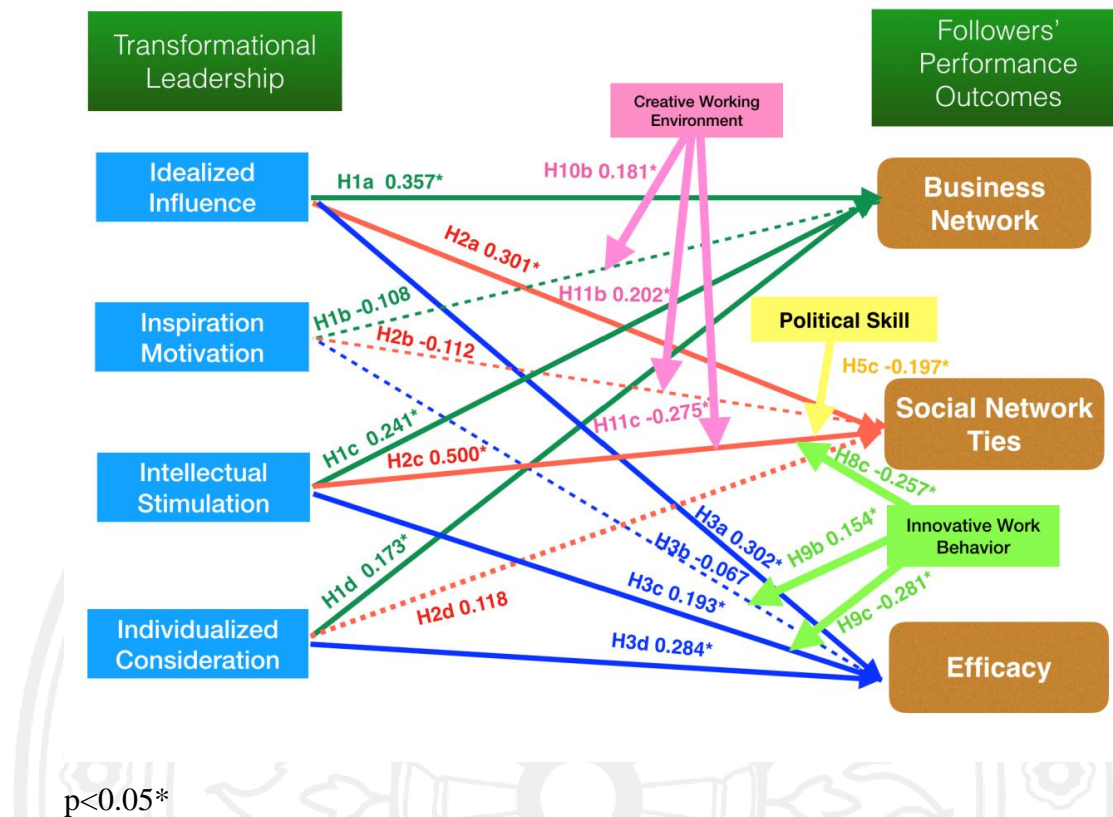 Transformational
Leadership
Followers'
Performance
Outcomes
Creative Working
Environment
Idealized
Influence
H1a 0.357*
H10b 0.181*
Business
Network
H2a 0.301*
H11b 0.202*
Inspiration
Motivation
H1b -0.108
H2b -0.112
Political Skill
H5c -0.197*
Social Network
Ties
H11c -0.275*
H1c 0.241*
H2c 0.500*
Intellectual
Stimulation
H8c -0.257*
Innovative Work
Behavior
H9b 0.154*
H3a 0.302*
H3b -0.067
H3c 0.193*
H9c -0.281*
H1d 0.173*
H2d 0.118
Individualized
Consideration
H3d 0.284*
Efficacy
p<0.05*